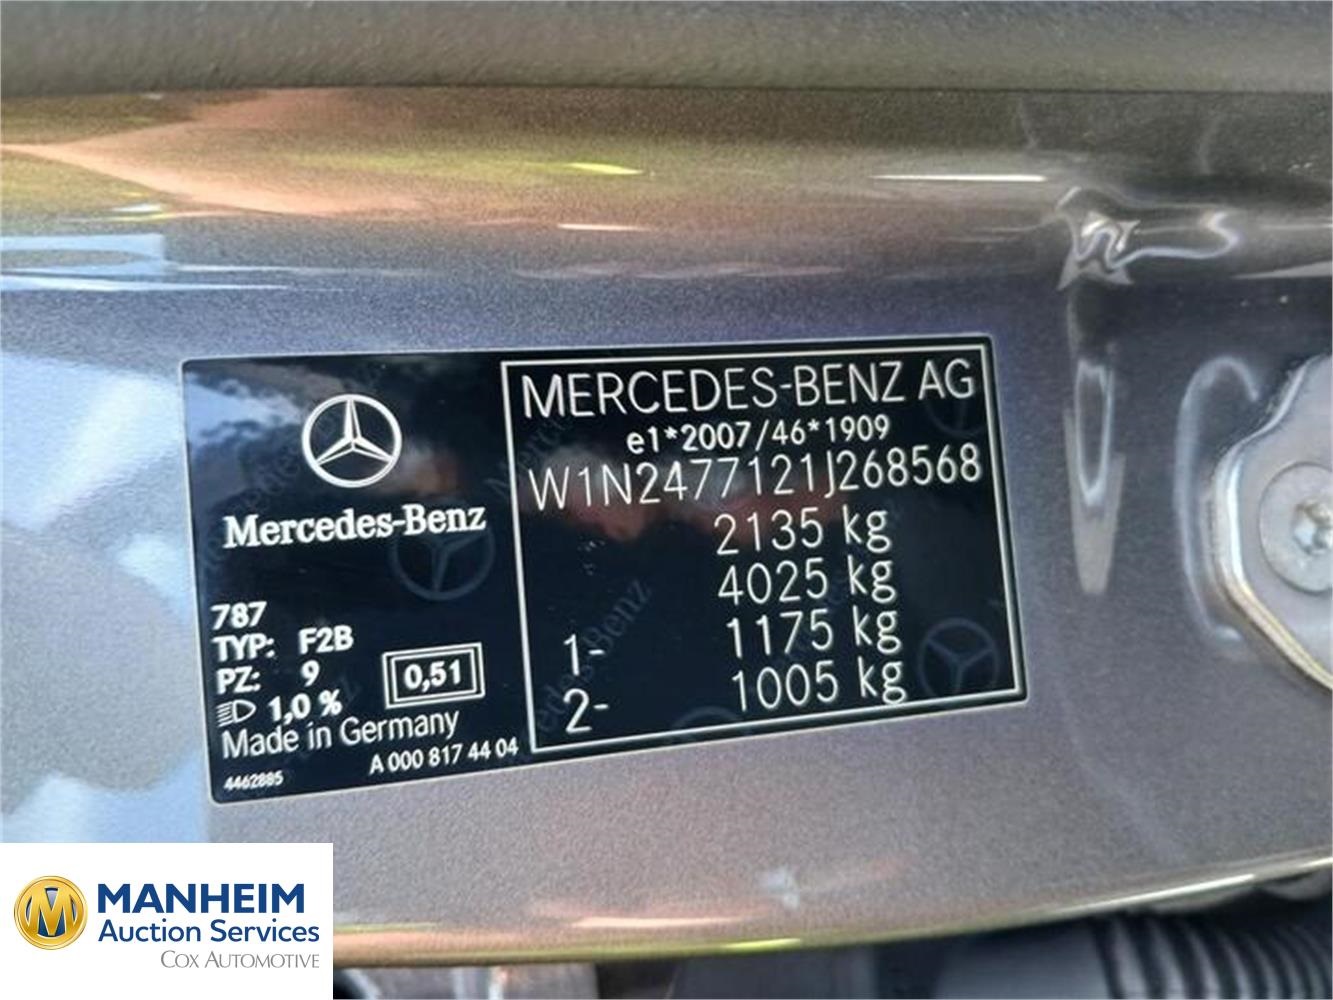 Mercedes-Benz
787
TYP: F2B
PZ: 9
1,0 %
0,51
Made in Germany
4462885
A 000 817 44 04
MERCEDES-BENZ AG
e1*2007/46*1909
W1N2477121J268568
2135 kg
4025 kg
1- 1175 kg
2- 1005 kg
MANHEIM
Auction Services
COX AUTOMOTIVE